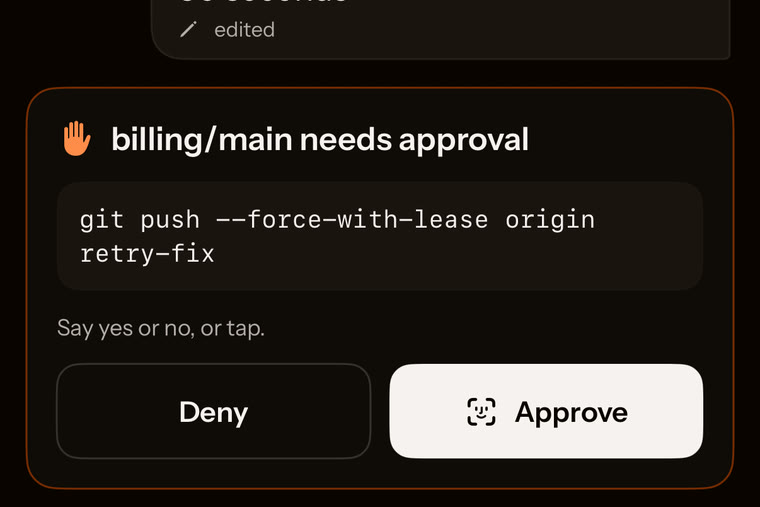 edited
billing/main needs approval
git push --force-with-lease origin
retry-fix
Say yes or no, or tap.
Deny
Approve